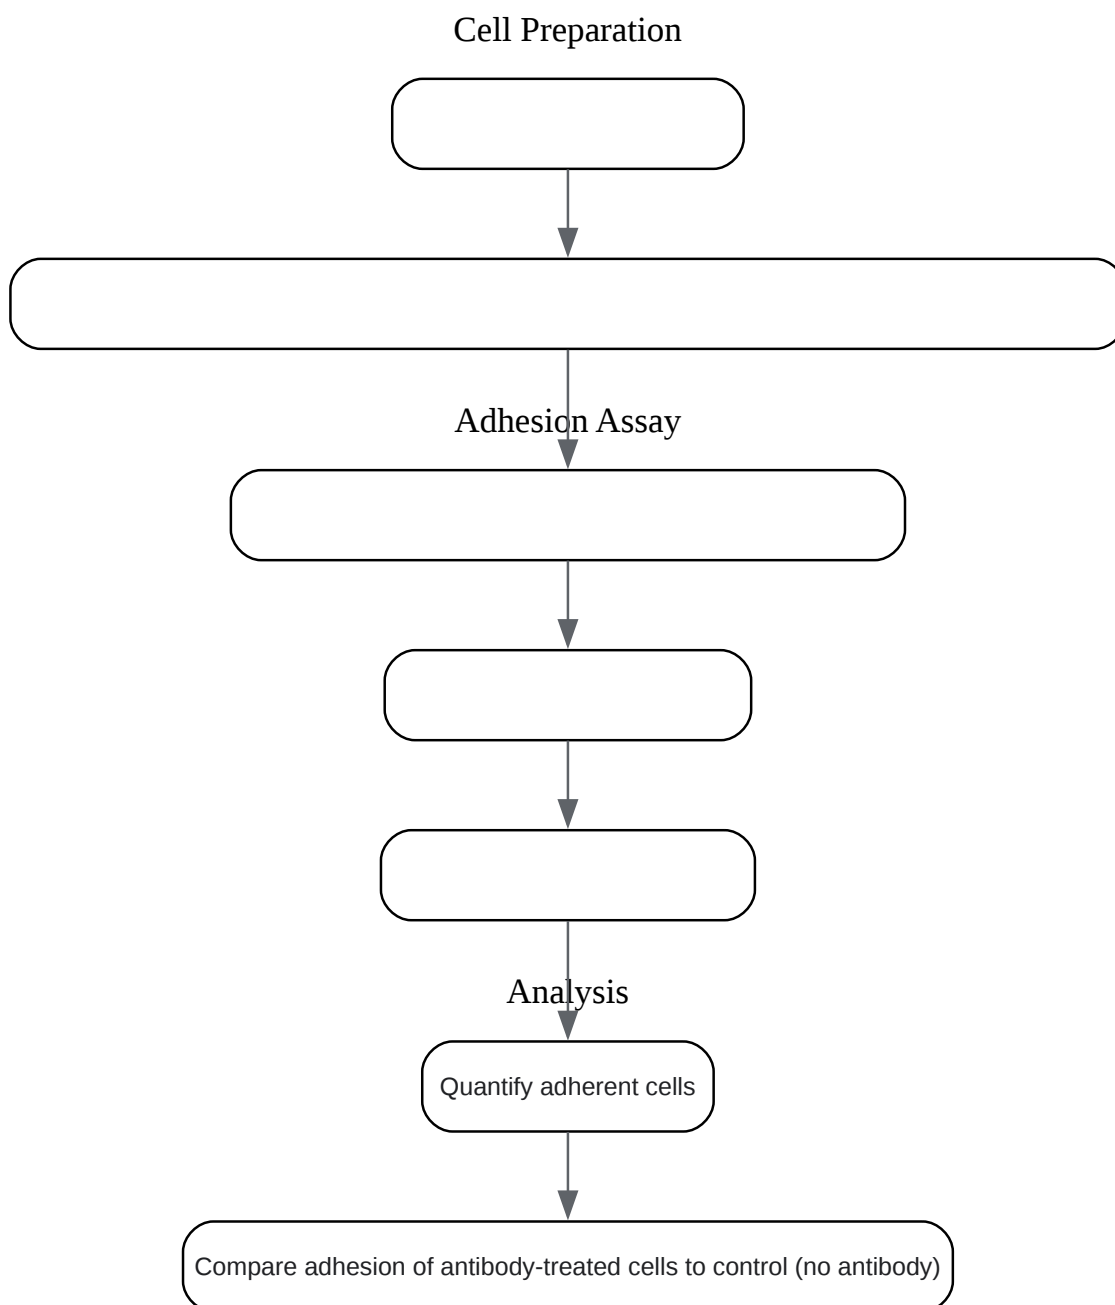 Cell Preparation
Adhesion Assay
Analysis
Quantify adherent cells
Compare adhesion of antibody-treated cells to control (no antibody)